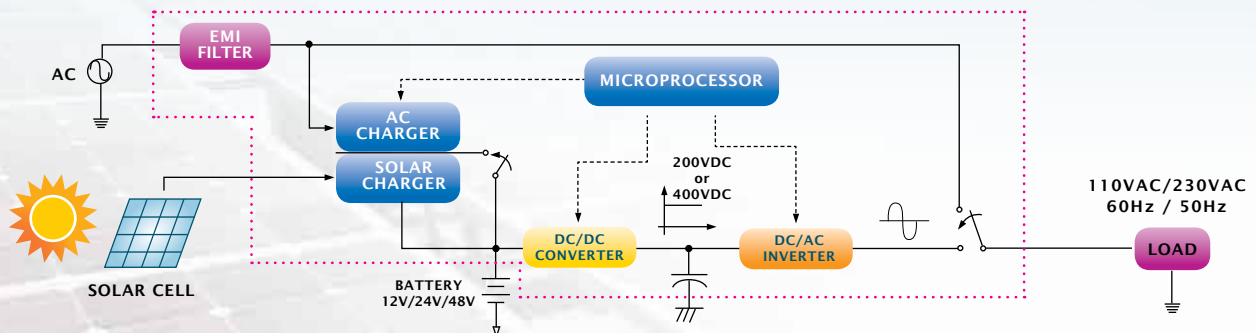 EMI
FILTER
AC
MICROPROCESSOR
AC
CHARGER
SOLAR
CHARGER
200VDC
or
400VDC
110VAC/230VAC
60Hz / 50Hz
DC/DC
CONVERTER
DC/AC
INVERTER
LOAD
SOLAR CELL
BATTERY
12V/24V/48V